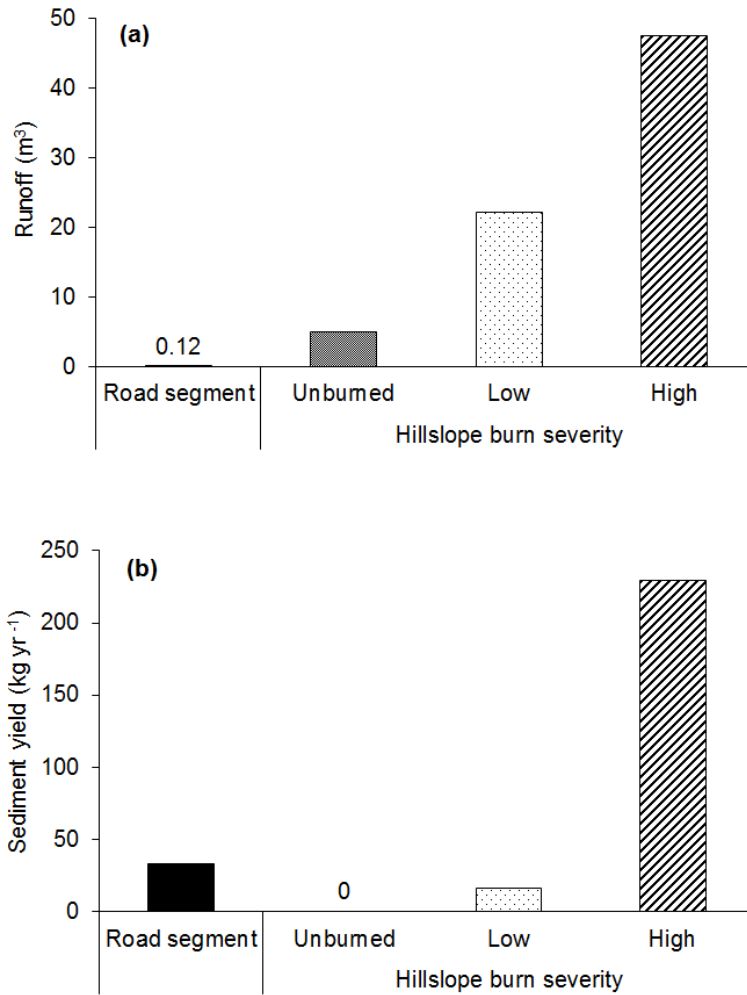 (a)
50
40
30
20
10
0
Runoff (m³)
0.12
Road segment Unburned Low High
Hillslope burn severity
(b)
250
200
150
100
50
0
Sediment yield (kg yr⁻¹)
0
Road segment Unburned Low High
Hillslope burn severity